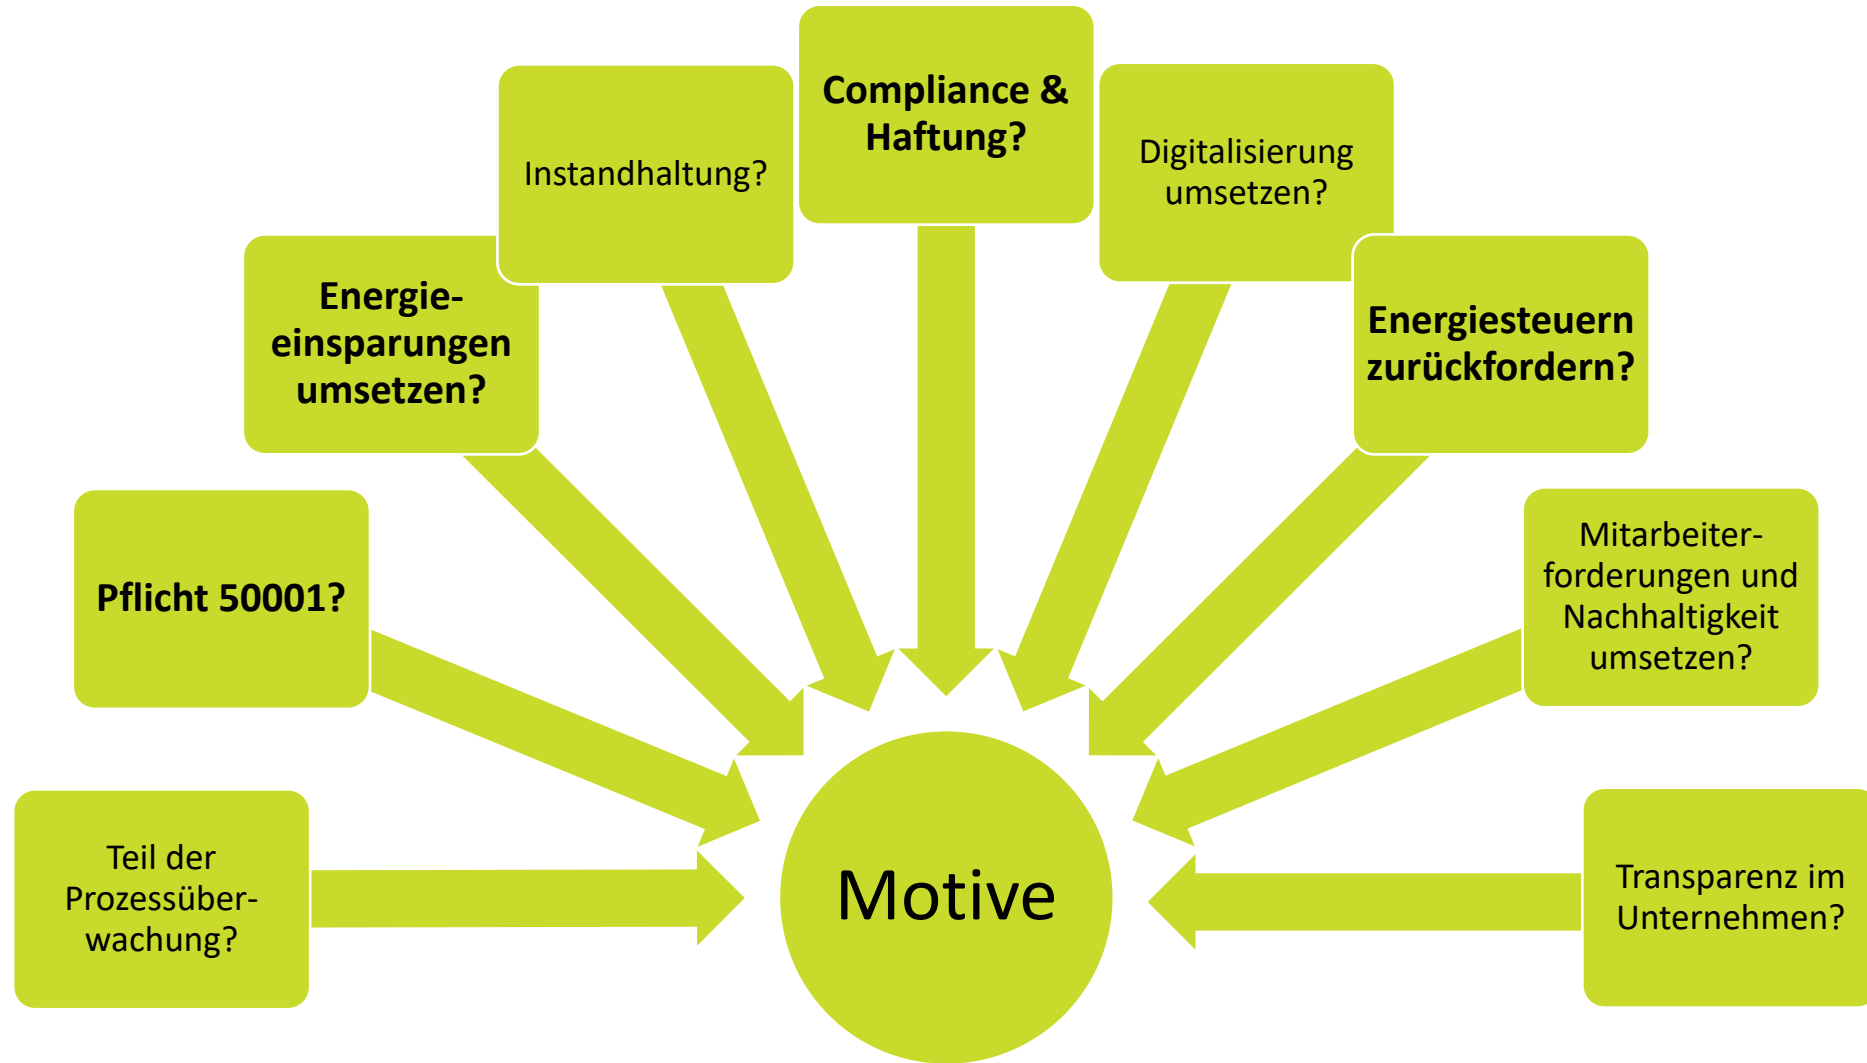 Compliance &
Haftung?
Instandhaltung?
Digitalisierung
umsetzen?
Energie-
einsparungen
umsetzen?
Energiesteuern
zurückfordern?
Pflicht 50001?
Mitarbeiter-
forderungen und
Nachhaltigkeit
umsetzen?
Teil der
Prozessüber-
wachung?
Motive
Transparenz im
Unternehmen?